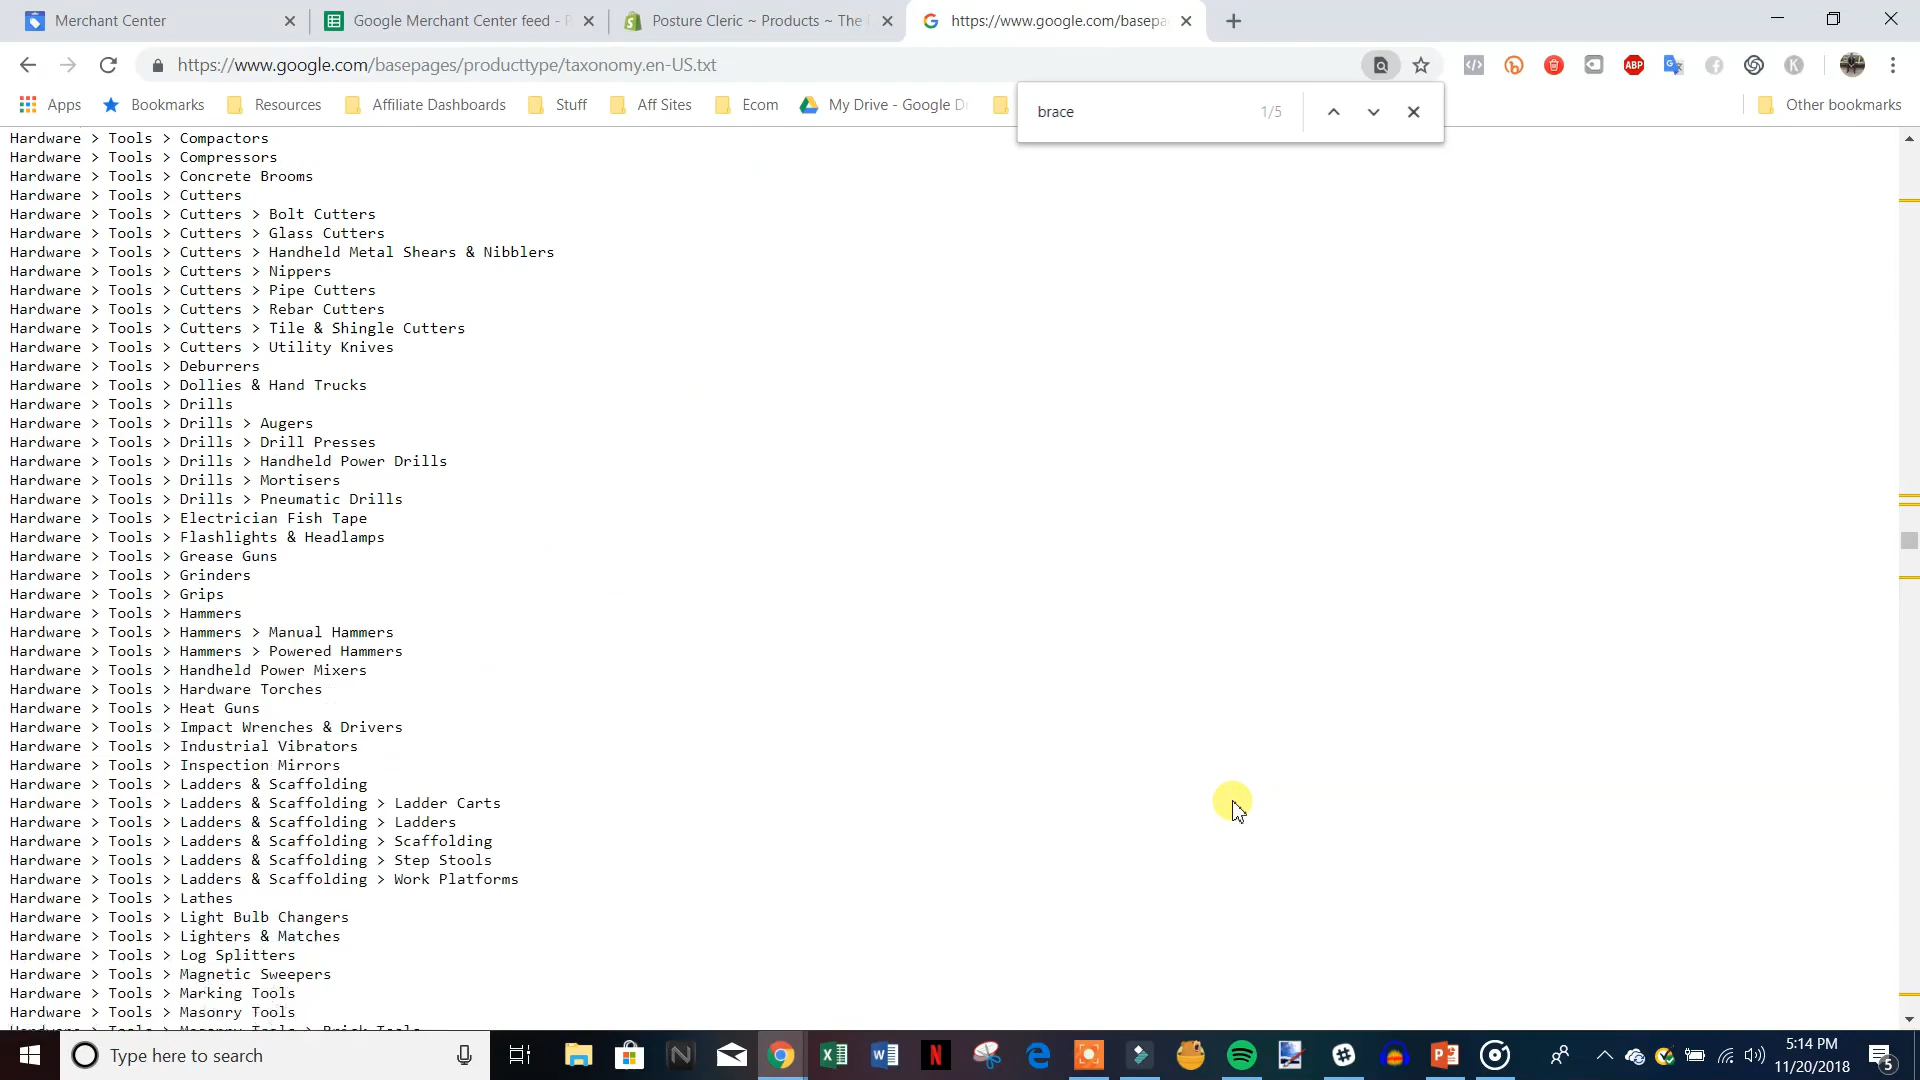 Merchant Center
Google Merchant Center feed - 
Posture Cleric ~ Products ~ The
https://www.google.com/basepa
https://www.google.com/basepages/producttype/taxonomy.en-US.txt
ABP
Apps
Bookmarks
Resources
Affiliate Dashboards
Stuff
Aff Sites
Ecom
My Drive - Google D
Other bookmarks
brace 1/5
Hardware > Tools > Compactors
Hardware > Tools > Compressors
Hardware > Tools > Concrete Brooms
Hardware > Tools > Cutters
Hardware > Tools > Cutters > Bolt Cutters
Hardware > Tools > Cutters > Glass Cutters
Hardware > Tools > Cutters > Handheld Metal Shears & Nibblers
Hardware > Tools > Cutters > Nippers
Hardware > Tools > Cutters > Pipe Cutters
Hardware > Tools > Cutters > Rebar Cutters
Hardware > Tools > Cutters > Tile & Shingle Cutters
Hardware > Tools > Cutters > Utility Knives
Hardware > Tools > Deburrers
Hardware > Tools > Dollies & Hand Trucks
Hardware > Tools > Drills
Hardware > Tools > Drills > Augers
Hardware > Tools > Drills > Drill Presses
Hardware > Tools > Drills > Handheld Power Drills
Hardware > Tools > Drills > Mortisers
Hardware > Tools > Drills > Pneumatic Drills
Hardware > Tools > Electrician Fish Tape
Hardware > Tools > Flashlights & Headlamps
Hardware > Tools > Grease Guns
Hardware > Tools > Grinders
Hardware > Tools > Grips
Hardware > Tools > Hammers
Hardware > Tools > Hammers > Manual Hammers
Hardware > Tools > Hammers > Powered Hammers
Hardware > Tools > Handheld Power Mixers
Hardware > Tools > Hardware Torches
Hardware > Tools > Heat Guns
Hardware > Tools > Impact Wrenches & Drivers
Hardware > Tools > Industrial Vibrators
Hardware > Tools > Inspection Mirrors
Hardware > Tools > Ladders & Scaffolding
Hardware > Tools > Ladders & Scaffolding > Ladder Carts
Hardware > Tools > Ladders & Scaffolding > Ladders
Hardware > Tools > Ladders & Scaffolding > Scaffolding
Hardware > Tools > Ladders & Scaffolding > Step Stools
Hardware > Tools > Ladders & Scaffolding > Work Platforms
Hardware > Tools > Lathes
Hardware > Tools > Light Bulb Changers
Hardware > Tools > Lighters & Matches
Hardware > Tools > Log Splitters
Hardware > Tools > Magnetic Sweepers
Hardware > Tools > Marking Tools
Hardware > Tools > Masonry Tools
Hardware > Tools > Masonry Tools > Brick Tools
Type here to search
5:14 PM
11/20/2018
5